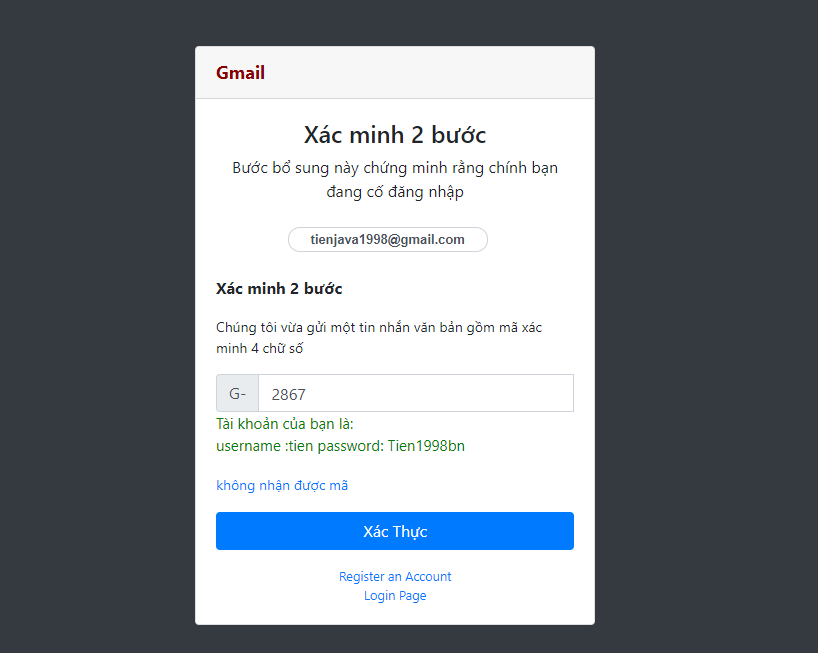 Gmail
Xác minh 2 bước
Bước bổ sung này chứng minh rằng chính bạn
đang cố đăng nhập
tienjava1998@gmail.com
Xác minh 2 bước
Chúng tôi vừa gửi một tin nhắn văn bản gồm mã xác
minh 4 chữ số
G- 2867
Tài khoản của bạn là:
username :tien password: Tien1998bn
không nhận được mã
Xác Thực
Register an Account
Login Page